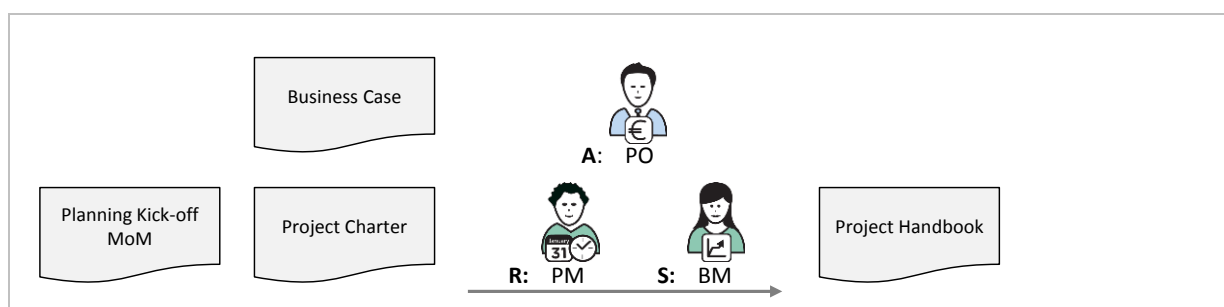 Business Case
A: PO
Planning Kick-off
MoM
Project Charter
January
31
R: PM
S: BM
Project Handbook
€